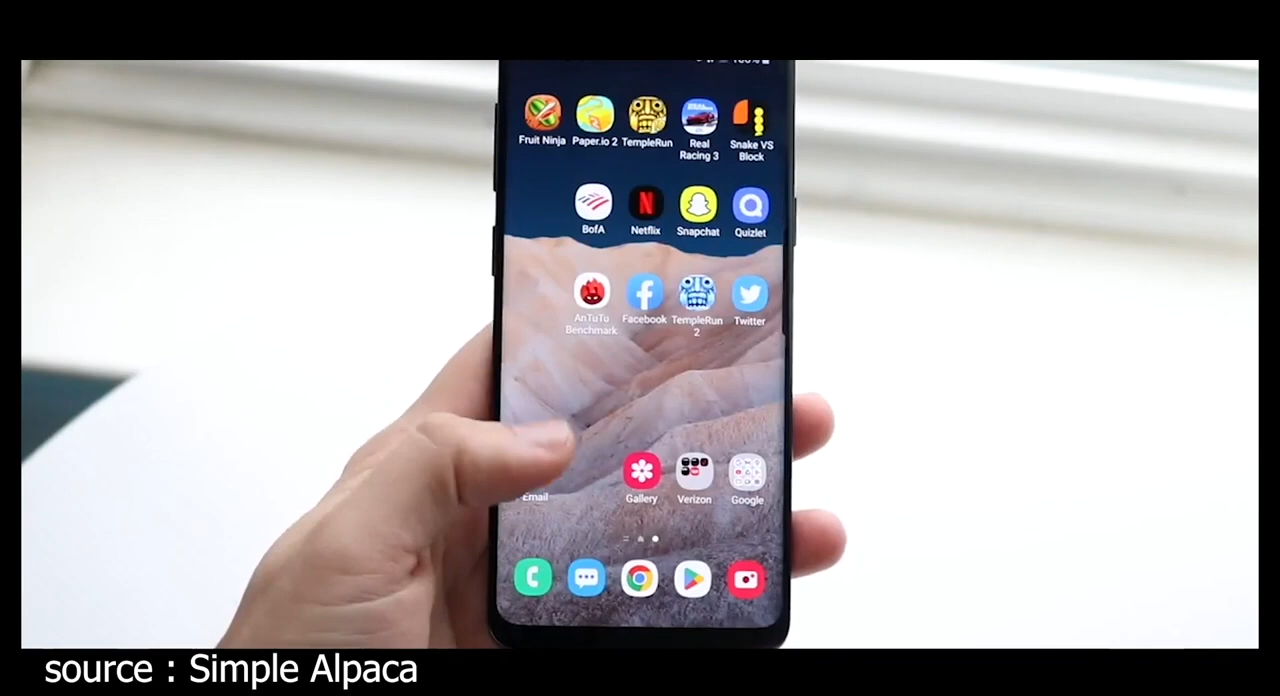 Fruit Ninja Paper.io 2 TempleRun Real Racing 3 Snake VS Block
BofA Netflix Snapchat Quizlet
AnTuTu Benchmark Facebook TempleRun 2 Twitter
Email Gallery Verizon Google
source : Simple Alpaca